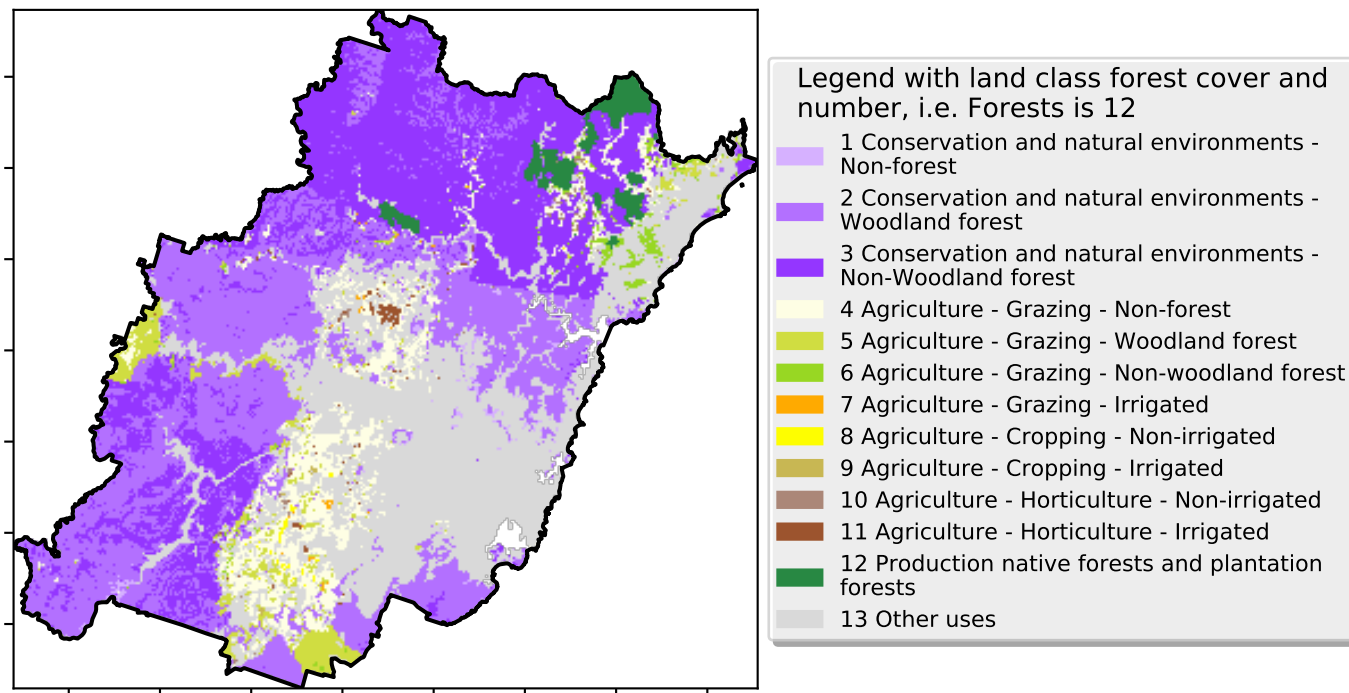 Legend with land class forest cover and
number, i.e. Forests is 12
1 Conservation and natural environments -
Non-forest
2 Conservation and natural environments -
Woodland forest
3 Conservation and natural environments -
Non-Woodland forest
4 Agriculture - Grazing - Non-forest
5 Agriculture - Grazing - Woodland forest
6 Agriculture - Grazing - Non-woodland forest
7 Agriculture - Grazing - Irrigated
8 Agriculture - Cropping - Non-irrigated
9 Agriculture - Cropping - Irrigated
10 Agriculture - Horticulture - Non-irrigated
11 Agriculture - Horticulture - Irrigated
12 Production native forests and plantation
forests
13 Other uses